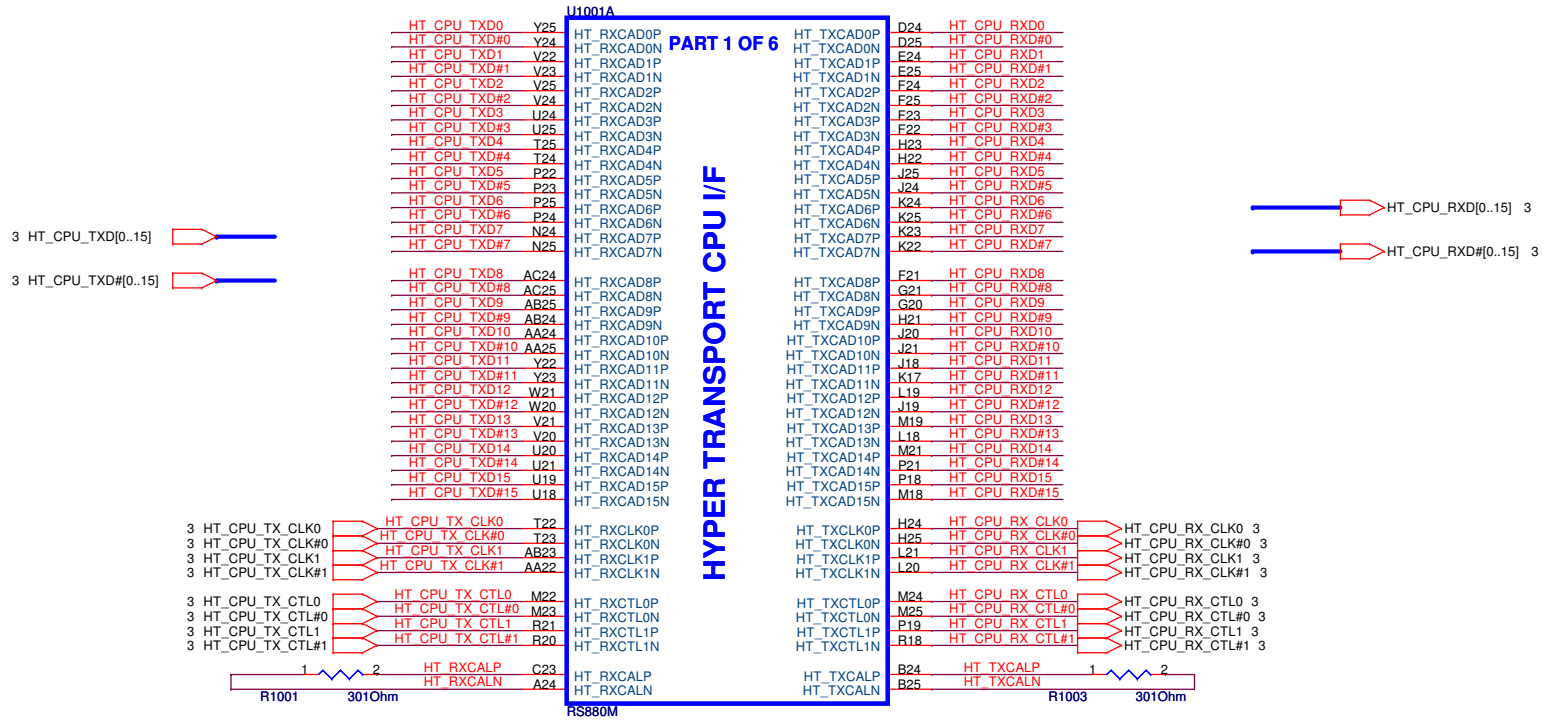 U1001A
PART 1 OF 6
HYPER TRANSPORT CPU I/F
HT_CPU_TXD0 Y25 HT_RXCAD0P HT_TXCAD0P D24 HT_CPU_RXD0
HT_CPU_TXD#0 Y24 HT_RXCAD0N HT_TXCAD0N D25 HT_CPU_RXD#0
HT_CPU_TXD1 V22 HT_RXCAD1P HT_TXCAD1P E24 HT_CPU_RXD1
HT_CPU_TXD#1 V23 HT_RXCAD1N HT_TXCAD1N E25 HT_CPU_RXD#1
HT_CPU_TXD2 V25 HT_RXCAD2P HT_TXCAD2P F24 HT_CPU_RXD2
HT_CPU_TXD#2 V24 HT_RXCAD2N HT_TXCAD2N F25 HT_CPU_RXD#2
HT_CPU_TXD3 U24 HT_RXCAD3P HT_TXCAD3P F23 HT_CPU_RXD3
HT_CPU_TXD#3 U25 HT_RXCAD3N HT_TXCAD3N F22 HT_CPU_RXD#3
HT_CPU_TXD4 T25 HT_RXCAD4P HT_TXCAD4P H23 HT_CPU_RXD4
HT_CPU_TXD#4 T24 HT_RXCAD4N HT_TXCAD4N H22 HT_CPU_RXD#4
HT_CPU_TXD5 P22 HT_RXCAD5P HT_TXCAD5P J25 HT_CPU_RXD5
HT_CPU_TXD#5 P23 HT_RXCAD5N HT_TXCAD5N J24 HT_CPU_RXD#5
HT_CPU_TXD6 P25 HT_RXCAD6P HT_TXCAD6P K24 HT_CPU_RXD6
HT_CPU_RXD[0..15] 3
HT_CPU_TXD#6 P24 HT_RXCAD6N HT_TXCAD6N K25 HT_CPU_RXD#6
HT_CPU_TXD7 N24 HT_RXCAD7P HT_TXCAD7P K23 HT_CPU_RXD7
3 HT_CPU_TXD[0..15]
HT_CPU_TXD#7 N25 HT_RXCAD7N HT_TXCAD7N K22 HT_CPU_RXD#7
HT_CPU_RXD#[0..15] 3
HT_CPU_TXD8 AC24 HT_RXCAD8P HT_TXCAD8P F21 HT_CPU_RXD8
3 HT_CPU_TXD#[0..15]
HT_CPU_TXD#8 AC25 HT_RXCAD8N HT_TXCAD8N G21 HT_CPU_RXD#8
HT_CPU_TXD9 AB25 HT_RXCAD9P HT_TXCAD9P G20 HT_CPU_RXD9
HT_CPU_TXD#9 AB24 HT_RXCAD9N HT_TXCAD9N H21 HT_CPU_RXD#9
HT_CPU_TXD10 AA24 HT_RXCAD10P HT_TXCAD10P J20 HT_CPU_RXD10
HT_CPU_TXD#10 AA25 HT_RXCAD10N HT_TXCAD10N J21 HT_CPU_RXD#10
HT_CPU_TXD11 Y22 HT_RXCAD11P HT_TXCAD11P J18 HT_CPU_RXD11
HT_CPU_TXD#11 Y23 HT_RXCAD11N HT_TXCAD11N K17 HT_CPU_RXD#11
HT_CPU_TXD12 W21 HT_RXCAD12P HT_TXCAD12P L19 HT_CPU_RXD12
HT_CPU_TXD#12 W20 HT_RXCAD12N HT_TXCAD12N J19 HT_CPU_RXD#12
HT_CPU_TXD13 V21 HT_RXCAD13P HT_TXCAD13P M19 HT_CPU_RXD13
HT_CPU_TXD#13 V20 HT_RXCAD13N HT_TXCAD13N L18 HT_CPU_RXD#13
HT_CPU_TXD14 U20 HT_RXCAD14P HT_TXCAD14P M21 HT_CPU_RXD14
HT_CPU_TXD#14 U21 HT_RXCAD14N HT_TXCAD14N P21 HT_CPU_RXD#14
HT_CPU_TXD15 U19 HT_RXCAD15P HT_TXCAD15P P18 HT_CPU_RXD15
HT_CPU_TXD#15 U18 HT_RXCAD15N HT_TXCAD15N M18 HT_CPU_RXD#15
3 HT_CPU_TX_CLK0 HT_CPU_TX_CLK0 T22 HT_RXCLK0P HT_TXCLK0P H24 HT_CPU_RX_CLK0 HT_CPU_RX_CLK0 3
3 HT_CPU_TX_CLK#0 HT_CPU_TX_CLK#0 T23 HT_RXCLK0N HT_TXCLK0N H25 HT_CPU_RX_CLK#0 HT_CPU_RX_CLK#0 3
3 HT_CPU_TX_CLK1 HT_CPU_TX_CLK1 AB23 HT_RXCLK1P HT_TXCLK1P L21 HT_CPU_RX_CLK1 HT_CPU_RX_CLK1 3
3 HT_CPU_TX_CLK#1 HT_CPU_TX_CLK#1 AA22 HT_RXCLK1N HT_TXCLK1N L20 HT_CPU_RX_CLK#1 HT_CPU_RX_CLK#1 3
3 HT_CPU_TX_CTL0 HT_CPU_TX_CTL0 M22 HT_RXCTL0P HT_TXCTL0P M24 HT_CPU_RX_CTL0 HT_CPU_RX_CTL0 3
3 HT_CPU_TX_CTL#0 HT_CPU_TX_CTL#0 M23 HT_RXCTL0N HT_TXCTL0N M25 HT_CPU_RX_CTL#0 HT_CPU_RX_CTL#0 3
3 HT_CPU_TX_CTL1 HT_CPU_TX_CTL1 R21 HT_RXCTL1P HT_TXCTL1P P19 HT_CPU_RX_CTL1 HT_CPU_RX_CTL1 3
3 HT_CPU_TX_CTL#1 HT_CPU_TX_CTL#1 R20 HT_RXCTL1N HT_TXCTL1N R18 HT_CPU_RX_CTL#1 HT_CPU_RX_CTL#1 3
1 2 HT_RXCALP C23 HT_RXCALP HT_TXCALP B24 HT_TXCALP 1 2
HT_RXCALN A24 HT_RXCALN HT_TXCALN B25 HT_TXCALN
R1001 301Ohm R1003 301Ohm
RS880M